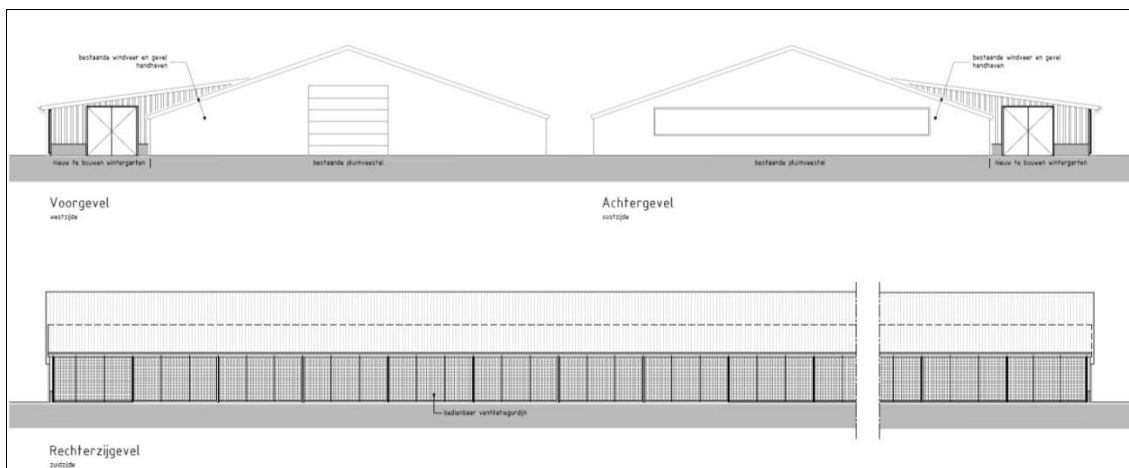 bestaande windveer en gevel
handhaven
bestaande windveer en gevel
handhaven
nieuw te bouwen wintergarten
bestaande pluimveestal
bestaande pluimveestal
nieuw te bouwen wintergarten
Voorgevel
westzijde
Achtergevel
oostzijde
bedienbaar ventilatiegordijn
Rechterzijgevel
zuidzijde